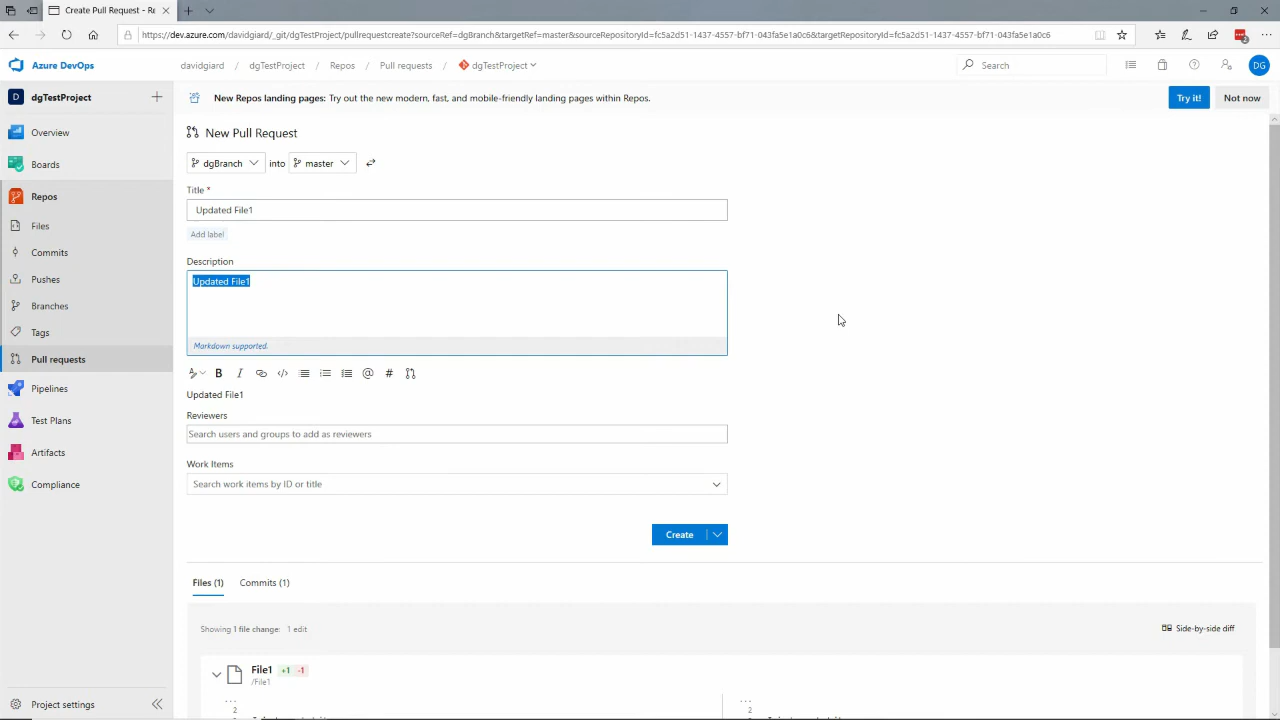 Create Pull Request - Re
https://dev.azure.com/davidgiard/_git/dgTestProject/pullrequestcreate?sourceRef=dgBranch&targetRef=master&sourceRepositoryId=fc5a2d51-1437-4557-bf71-043fa5e1a0c6&targetRepositoryId=fc5a2d51-1437-4557-bf71-043fa5e1a0c6
Azure DevOps
davidgiard / dgTestProject / Repos / Pull requests / dgTestProject
Search
DG
D dgTestProject
New Repos landing pages: Try out the new modern, fast, and mobile-friendly landing pages within Repos.
Try it!
Not now
Overview
Boards
Repos
Files
Commits
Pushes
Branches
Tags
Pull requests
Pipelines
Test Plans
Artifacts
Compliance
Project settings
New Pull Request
dgBranch into master
Title *
Updated File1
Add label
Description
Updated File1
Markdown supported.
B I </> @ #
Updated File1
Reviewers
Search users and groups to add as reviewers
Work Items
Search work items by ID or title
Create
Files (1) Commits (1)
Showing 1 file change: 1 edit
Side-by-side diff
File1 +1 -1
/File1
... ...
2 2